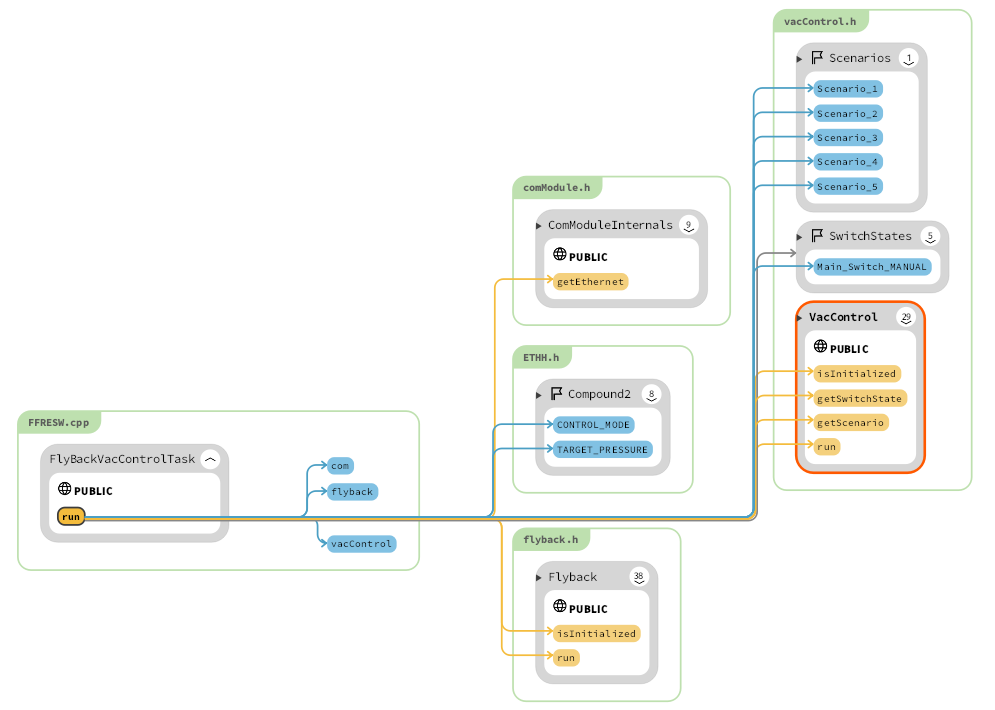 vacControl.h
Scenarios
1
Scenario_1
Scenario_2
Scenario_3
Scenario_4
Scenario_5
SwitchStates
5
Main_Switch_MANUAL
VacControl
29
PUBLIC
isInitialized
getSwitchState
getScenario
run
comModule.h
ComModuleInternals
9
PUBLIC
getEthernet
ETHH.h
Compound2
8
CONTROL_MODE
TARGET_PRESSURE
FFRESW.cpp
FlyBackVacControlTask
PUBLIC
run
com
flyback
vacControl
flyback.h
Flyback
38
PUBLIC
isInitialized
run